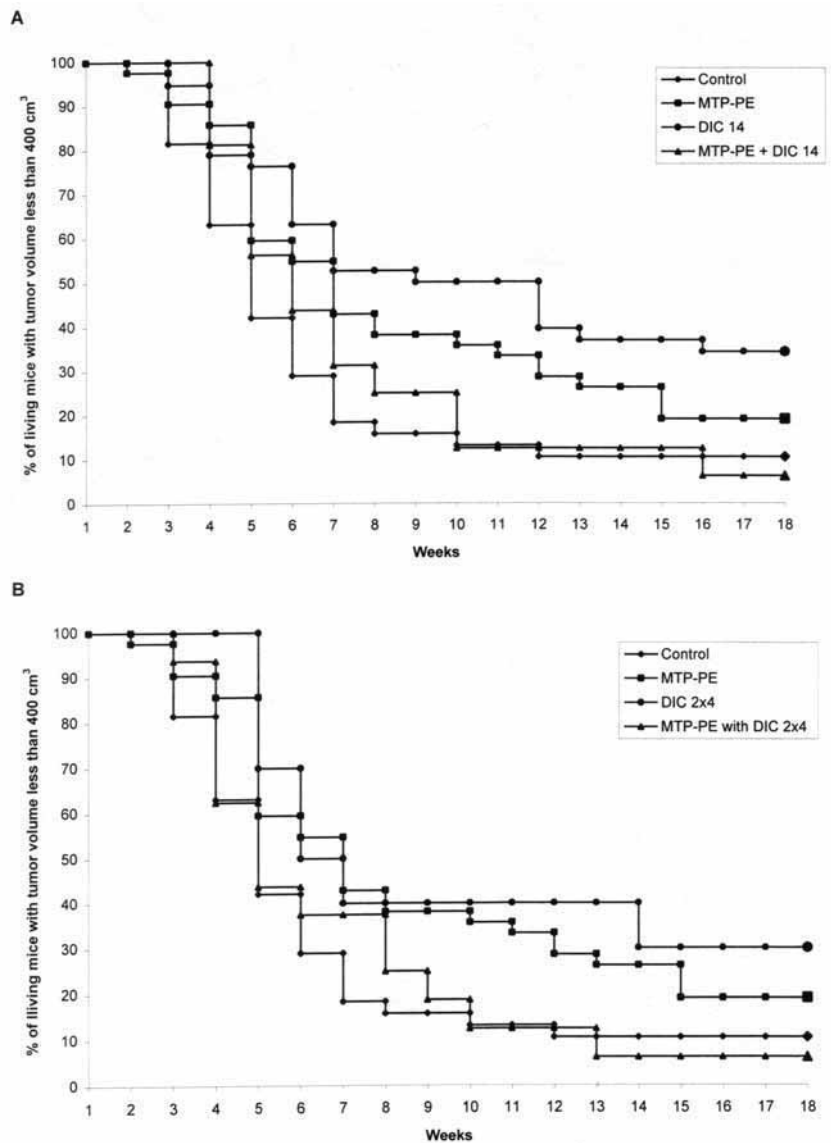 A
% of living mice with tumor volume less than 400 cm³
100
90
80
70
60
50
40
30
20
10
0
Control
MTP-PE
DIC 14
MTP-PE + DIC 14
1 2 3 4 5 6 7 8 9 10 11 12 13 14 15 16 17 18
Weeks
B
% of lliving mice with tumor volume less than 400 cm³
100
90
80
70
60
50
40
30
20
10
0
Control
MTP-PE
DIC 2x4
MTP-PE with DIC 2x4
1 2 3 4 5 6 7 8 9 10 11 12 13 14 15 16 17 18
Weeks